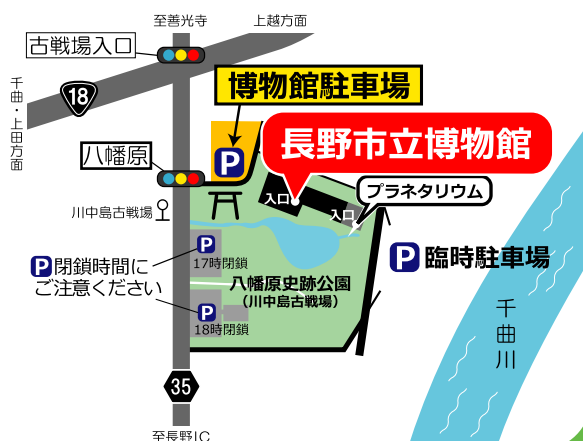 至善光寺
上越方面
古戦場入口
18
千曲・上田方面
博物館駐車場
八幡原
P
長野市立博物館
入口
プラネタリウム
入口
川中島古戦場
P
17時閉鎖
P 臨時駐車場
P 閉鎖時間に
ご注意ください
八幡原史跡公園
(川中島古戦場)
P
18時閉鎖
千曲川
35
至長野IC